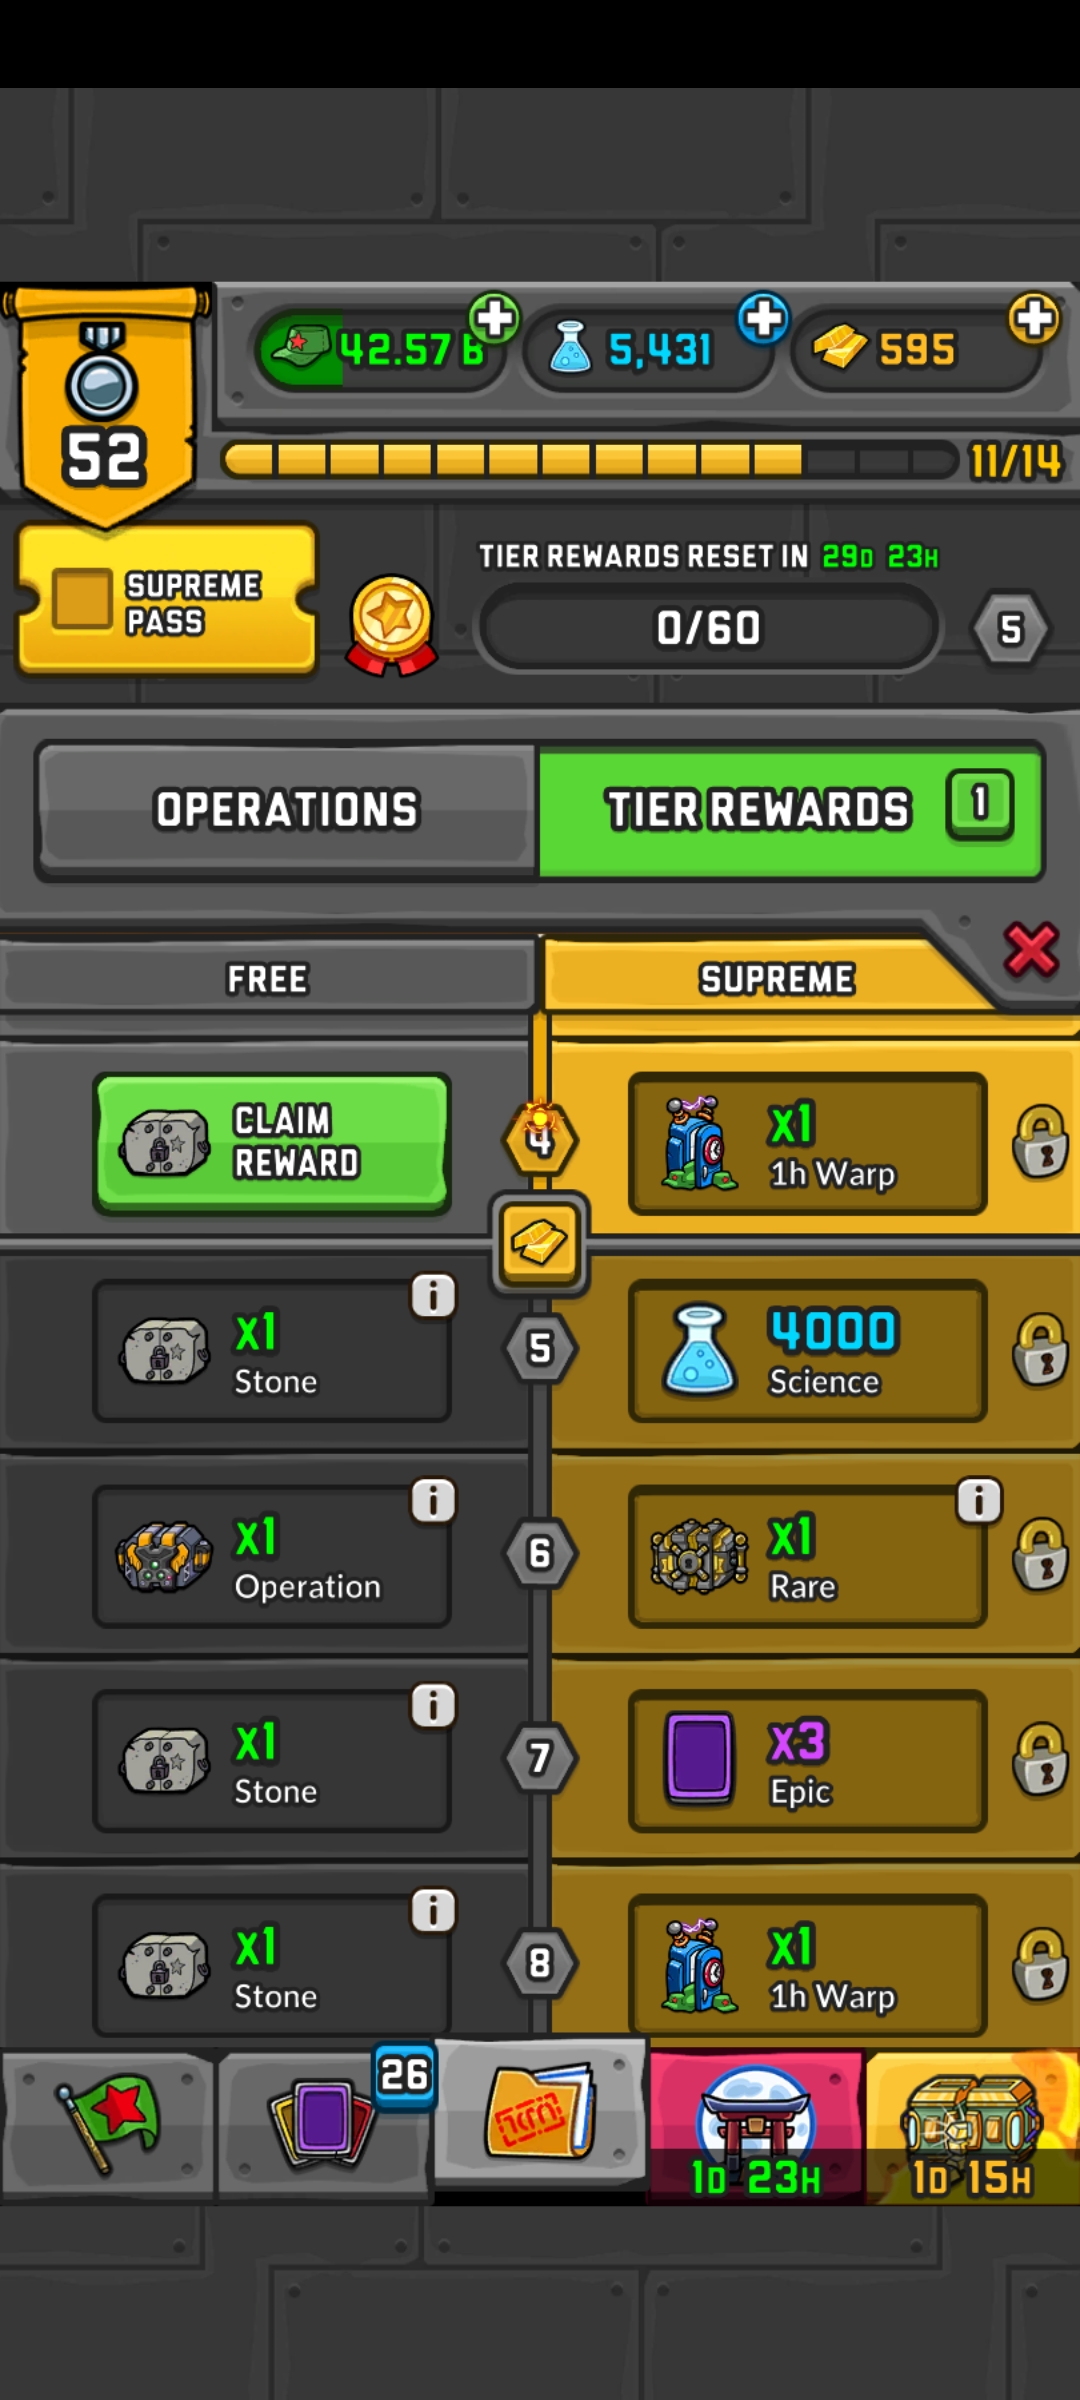 42.57 B
5,431
595
52
11/14
SUPREME
PASS
TIER REWARDS RESET IN 29D 23H
0/60
5
OPERATIONS
TIER REWARDS
1
FREE
SUPREME
CLAIM
REWARD
4
x1
1h Warp
x1
Stone
5
4000
Science
x1
Operation
6
x1
Rare
x1
Stone
7
x3
Epic
x1
Stone
8
x1
1h Warp
26
1D 23H
1D 15H